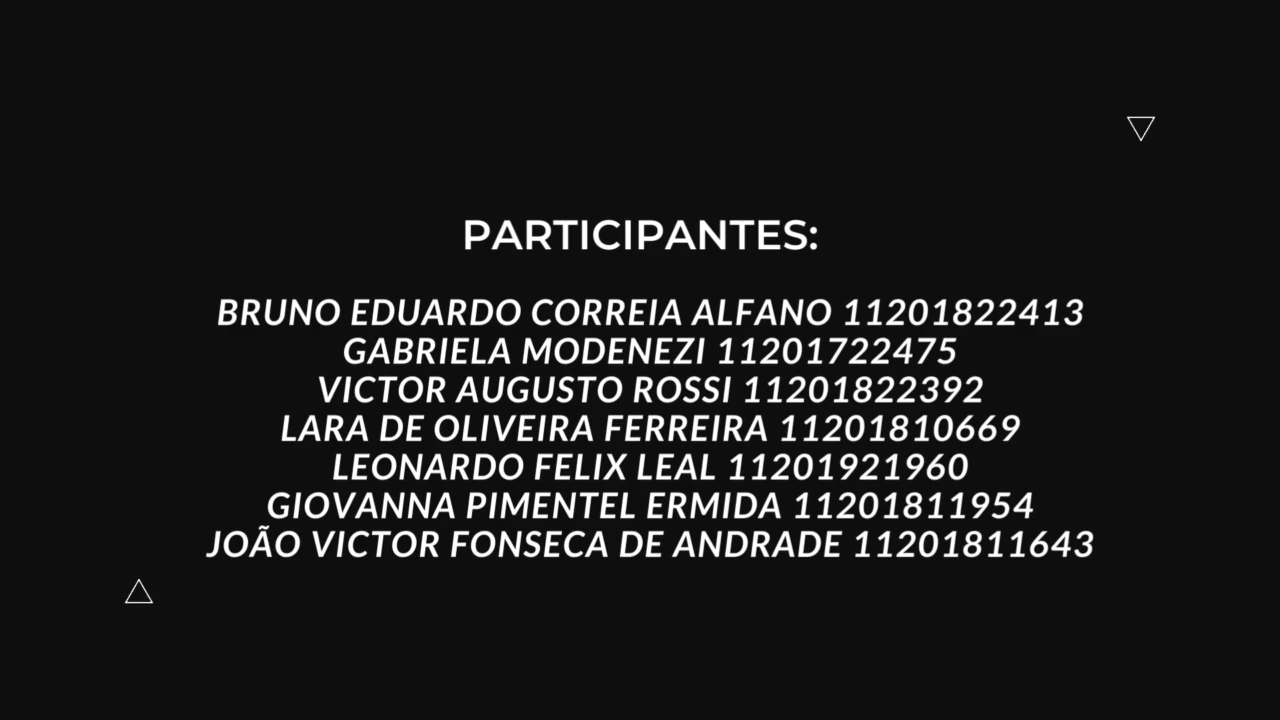 PARTICIPANTES:
BRUNO EDUARDO CORREIA ALFANO 11201822413
GABRIELA MODENEZI 11201722475
VICTOR AUGUSTO ROSSI 11201822392
LARA DE OLIVEIRA FERREIRA 11201810669
LEONARDO FELIX LEAL 11201921960
GIOVANNA PIMENTEL ERMIDA 11201811954
JOÃO VICTOR FONSECA DE ANDRADE 11201811643